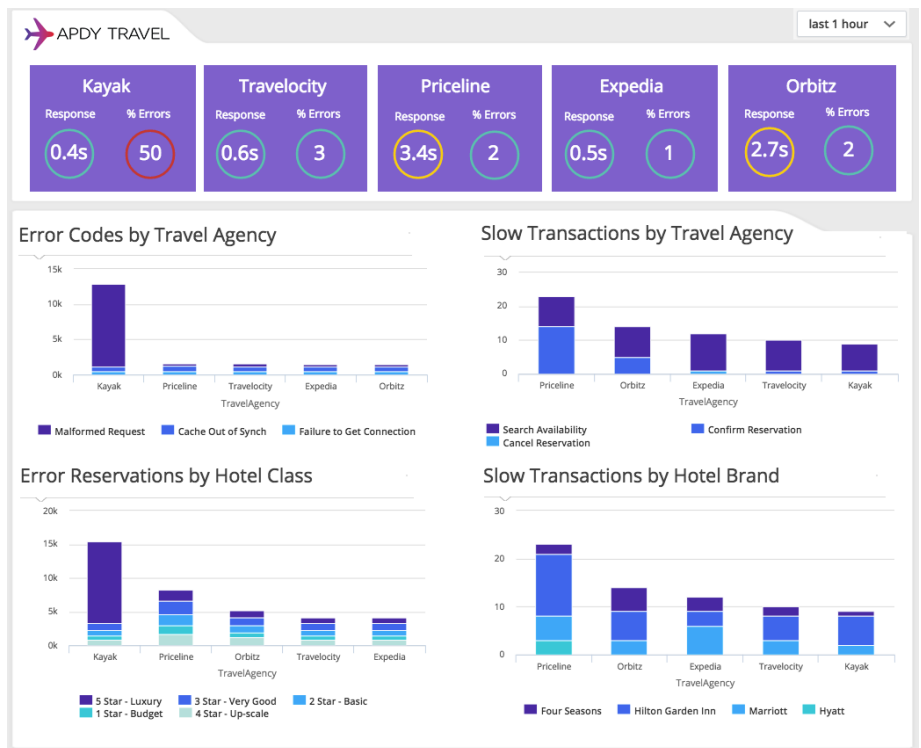 APDY TRAVEL
last 1 hour
Kayak
Response % Errors
0.4s 50
Travelocity
Response % Errors
0.6s 3
Priceline
Response % Errors
3.4s 2
Expedia
Response % Errors
0.5s 1
Orbitz
Response % Errors
2.7s 2
Error Codes by Travel Agency
15k
10k
5k
0k
Kayak Priceline Travelocity Expedia Orbitz
TravelAgency
Malformed Request Cache Out of Synch Failure to Get Connection
Slow Transactions by Travel Agency
30
20
10
0
Priceline Orbitz Expedia Travelocity Kayak
TravelAgency
Search Availability Confirm Reservation
Cancel Reservation
Error Reservations by Hotel Class
20k
15k
10k
5k
0k
Kayak Priceline Orbitz Travelocity Expedia
TravelAgency
5 Star - Luxury 3 Star - Very Good 2 Star - Basic
1 Star - Budget 4 Star - Up-scale
Slow Transactions by Hotel Brand
30
20
10
0
Priceline Orbitz Expedia Travelocity Kayak
TravelAgency
Four Seasons Hilton Garden Inn Marriott Hyatt